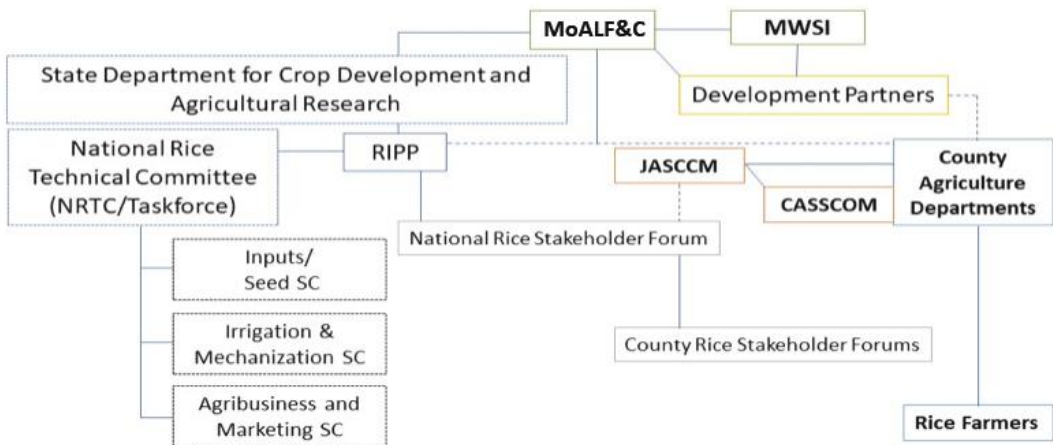 MoALF&C
MWSI
State Department for Crop Development and
Agricultural Research
Development Partners
National Rice
Technical Committee
(NRTC/Taskforce)
RIPP
JASCCM
CASSCOM
County
Agriculture
Departments
National Rice Stakeholder Forum
Inputs/
Seed SC
Irrigation &
Mechanization SC
County Rice Stakeholder Forums
Agribusiness and
Marketing SC
Rice Farmers